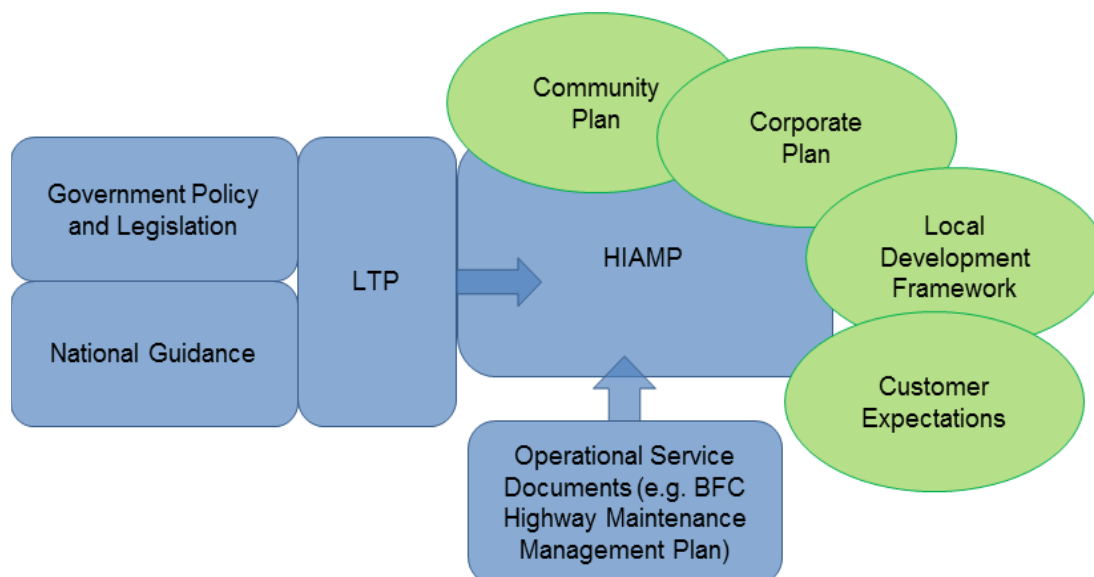 Community
Plan
Corporate
Plan
Government Policy
and Legislation
LTP
HIAMP
Local
Development
Framework
National Guidance
Customer
Expectations
Operational Service
Documents (e.g. BFC
Highway Maintenance
Management Plan)